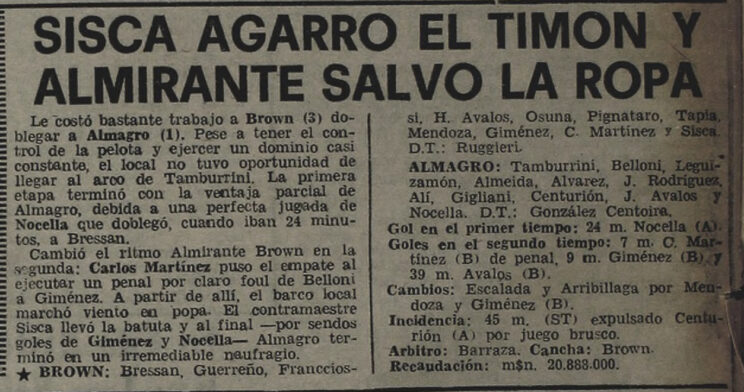 SISCA AGARRO EL TIMON Y
ALMIRANTE SALVO LA ROPA
Le costó bastante trabajo a Brown (3) do-
blegar a Almagro (1). Pese a tener el con-
trol de la pelota y ejercer un dominio casi
constante, el local no tuvo oportunidad de
llegar al arco de Tamburrini. La primera
etapa terminó con la ventaja parcial de
Almagro, debida a una perfecta jugada de
Nocella que doblegó, cuando iban 24 minu-
tos, a Bressan.
Cambió el ritmo Almirante Brown en la
segunda: Carlos Martínez puso el empate al
ejecutar un penal por claro foul de Belloni
a Giménez. A partir de allí, el barco local
marchó viento en popa. El contramaestre
Sisca llevó la batuta y al final —por sendos
goles de Giménez y Nocella— Almagro ter-
minó en un irremediable naufragio.
★ BROWN: Bressan, Guerreño, Franccios-
si, H. Avalos, Osuna, Pignataro, Tapia,
Mendoza, Giménez, C. Martínez y Sisca.
D.T.: Ruggieri.
ALMAGRO: Tamburrini, Belloni, Legui-
zamón, Almeida, Alvarez, J. Rodríguez,
Alí, Gigliani, Centurión, J. Avalos y
Nocella. D.T.: González Centoira.
Gol en el primer tiempo: 24 m. Nocella (A).
Goles en el segundo tiempo: 7 m. C. Mar-
tínez (B) de penal, 9 m. Giménez (B) y
39 m. Avalos (B).
Cambios: Escalada y Arribillaga por Men-
doza y Giménez (B).
Incidencia: 45 m. (ST) expulsado Centu-
rión (A) por juego brusco.
Arbitro: Barraza. Cancha: Brown.
Recaudación: m$n. 20.888.000.